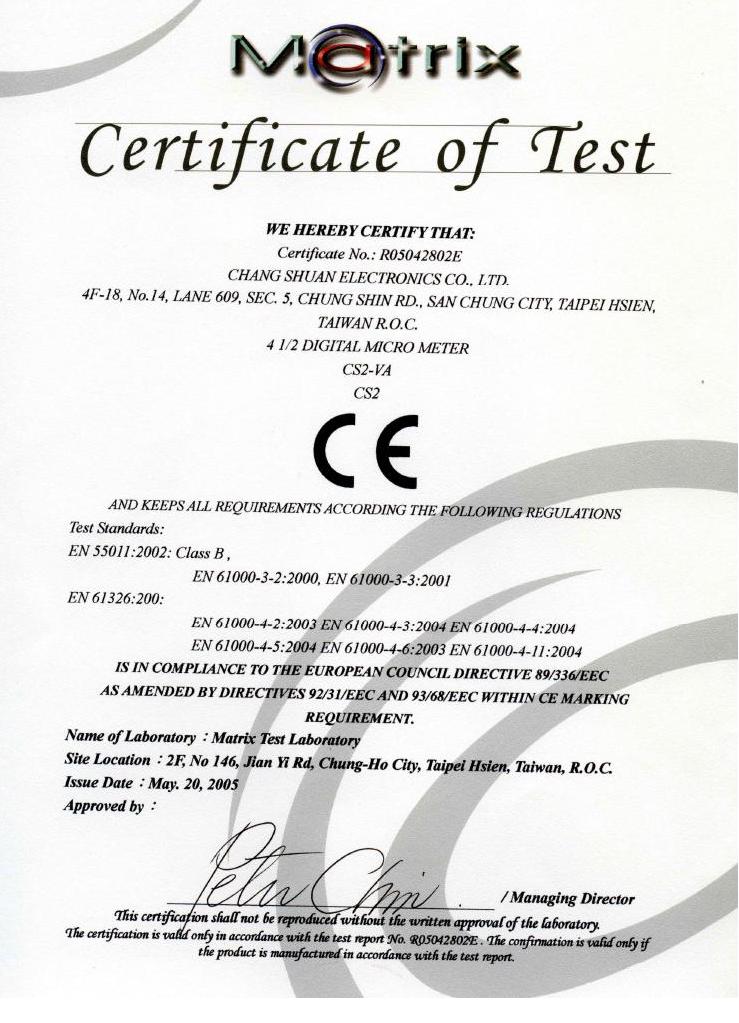 Matrix
Certificate of Test
WE HEREBY CERTIFY THAT:
Certificate No.: R05042802E
CHANG SHUAN ELECTRONICS CO., LTD.
4F-18, No.14, LANE 609, SEC. 5, CHUNG SHIN RD., SAN CHUNG CITY, TAIPEI HSIEN,
TAIWAN R.O.C.
4 1/2 DIGITAL MICRO METER
CS2-VA
CS2
CE
AND KEEPS ALL REQUIREMENTS ACCORDING THE FOLLOWING REGULATIONS
Test Standards:
EN 55011:2002: Class B ,
EN 61000-3-2:2000, EN 61000-3-3:2001
EN 61326:200:
EN 61000-4-2:2003 EN 61000-4-3:2004 EN 61000-4-4:2004
EN 61000-4-5:2004 EN 61000-4-6:2003 EN 61000-4-11:2004
IS IN COMPLIANCE TO THE EUROPEAN COUNCIL DIRECTIVE 89/336/EEC
AS AMENDED BY DIRECTIVES 92/31/EEC AND 93/68/EEC WITHIN CE MARKING
REQUIREMENT.
Name of Laboratory : Matrix Test Laboratory
Site Location : 2F, No 146, Jian Yi Rd, Chung-Ho City, Taipei Hsien, Taiwan, R.O.C.
Issue Date : May. 20, 2005
Approved by :
/ Managing Director
This certification shall not be reproduced without the written approval of the laboratory.
The certification is valid only in accordance with the test report No. R05042802E . The confirmation is valid only if
the product is manufactured in accordance with the test report.